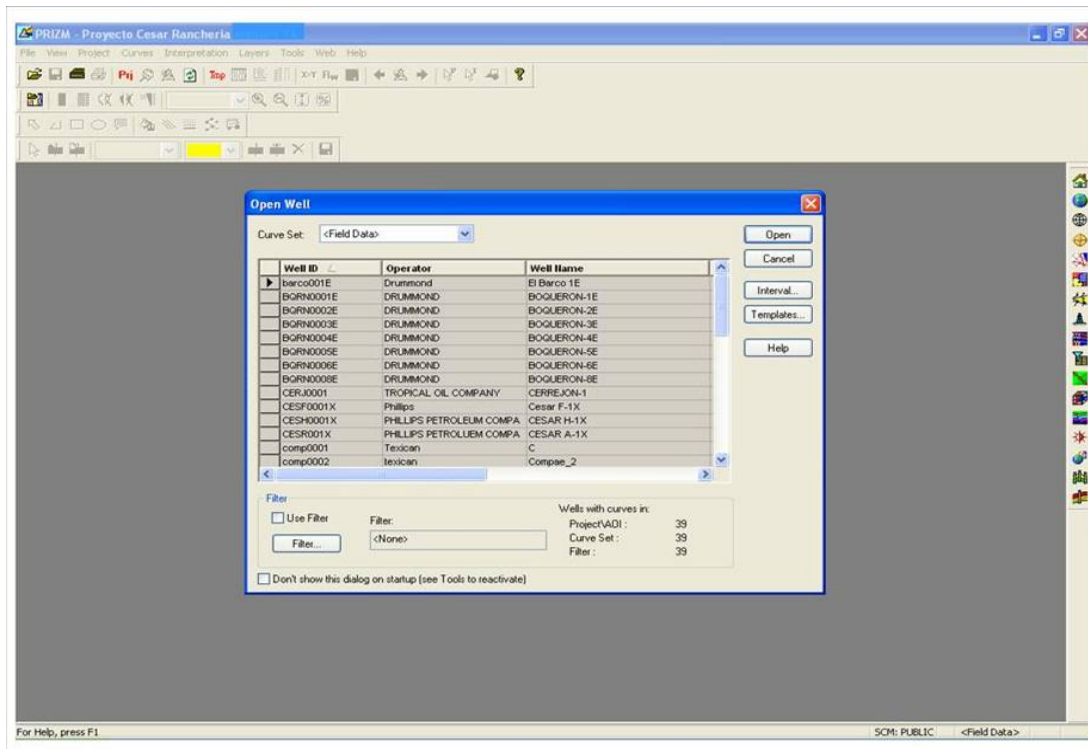 PRIZM - Proyecto Cesar Rancheria
File View Project Curves Interpretation Layers Tools Web Help
Prj Top X-Y
Open Well
Curve Set: <Field Data>
Open
Cancel
Interval...
Templates...
Help
Well ID Operator Well Name
barco001E Drummond El Barco 1E
BQRN0001E DRUMMOND BOQUERON-1E
BQRN0002E DRUMMOND BOQUERON-2E
BQRN0003E DRUMMOND BOQUERON-3E
BQRN0004E DRUMMOND BOQUERON-4E
BQRN0005E DRUMMOND BOQUERON-5E
BQRN0006E DRUMMOND BOQUERON-6E
BQRN0008E DRUMMOND BOQUERON-8E
CERJ0001 TROPICAL OIL COMPANY CERREJON-1
CESF0001X Phillips Cesar F-1X
CESH0001X PHILLIPS PETROLEUM COMPA CESAR H-1X
CESR001X PHILLIPS PETROLUEM COMPA CESAR A-1X
comp0001 Texican C
comp0002 texican Compae_2
Filter
Use Filter
Filter:
Filter...
<None>
Wells with curves in:
Project\AOI : 39
Curve Set : 39
Filter : 39
Don't show this dialog on startup (see Tools to reactivate)
For Help, press F1 SCM: PUBLIC <Field Data>